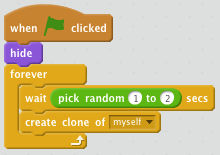 when clicked
hide
forever
wait pick random 1 to 2 secs
create clone of myself